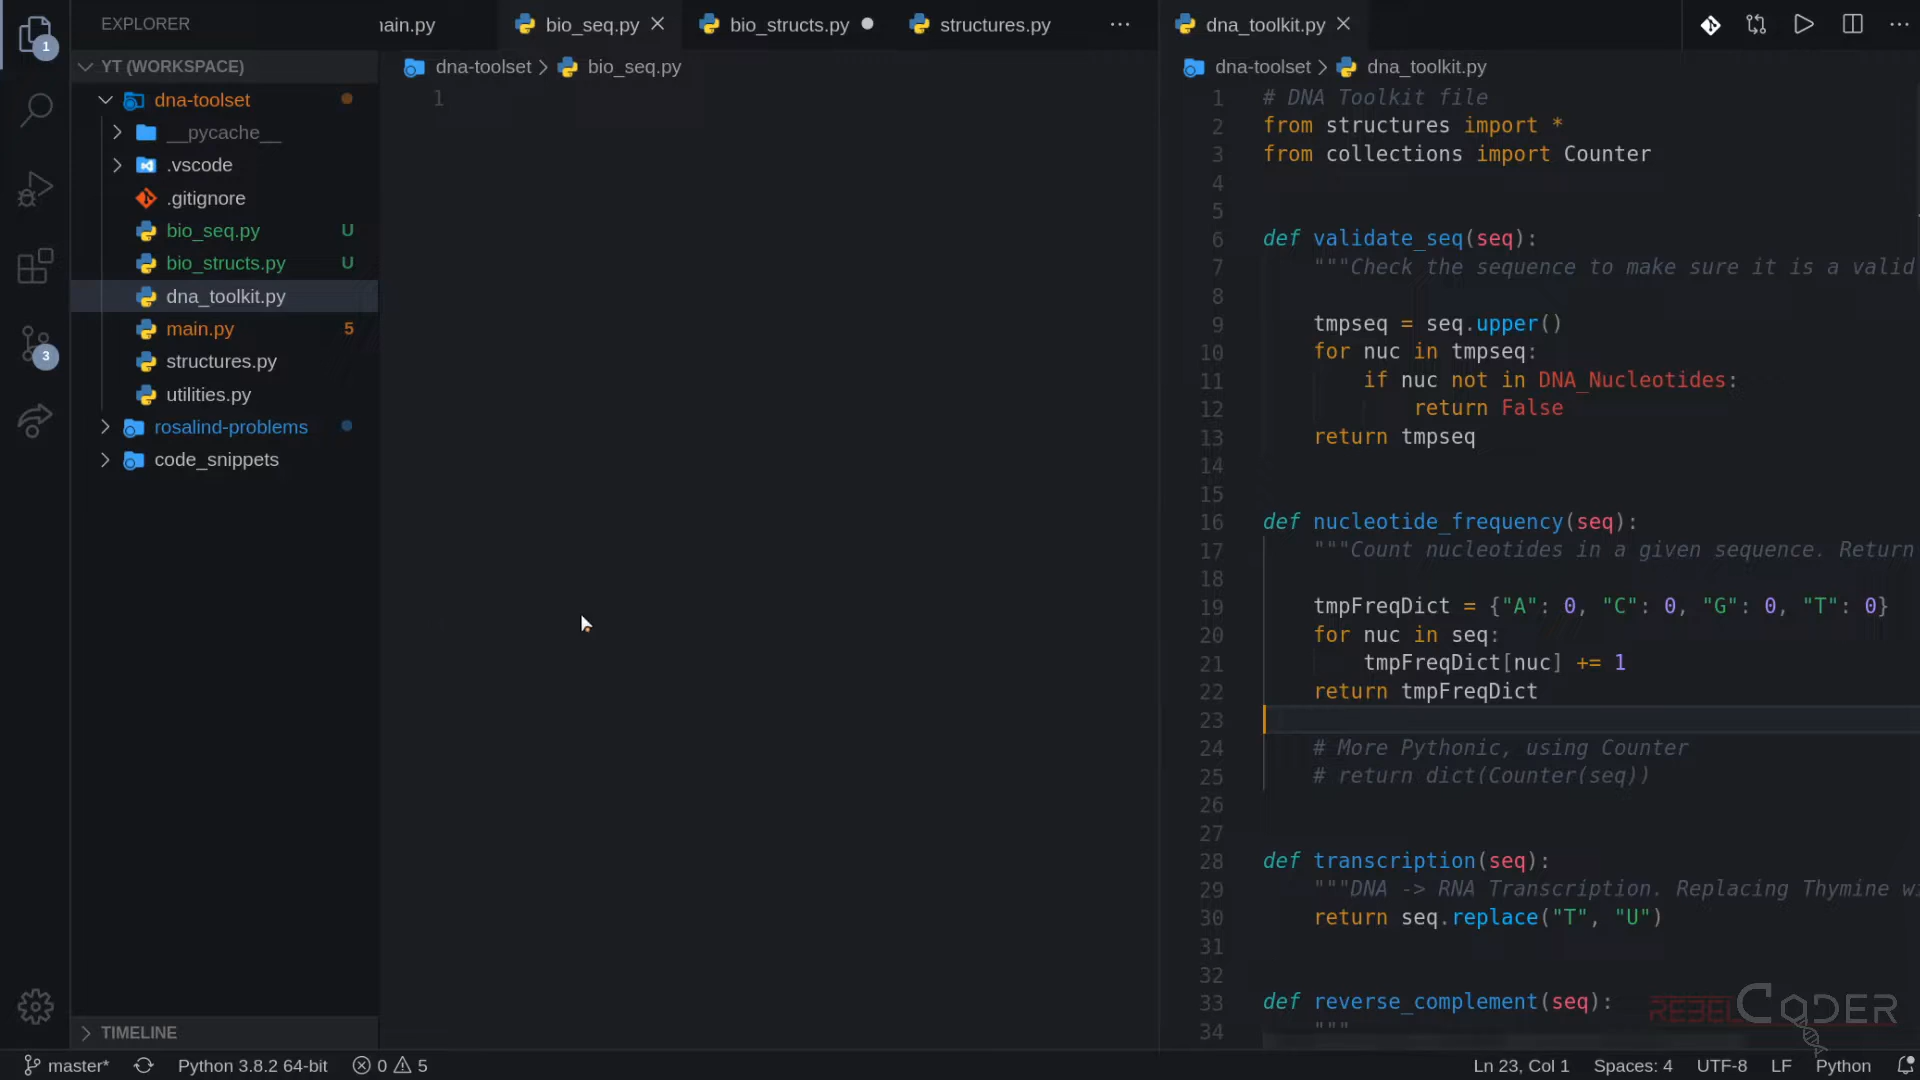 EXPLORER
YT (WORKSPACE)
dna-toolset
__pycache__
.vscode
.gitignore
bio_seq.py U
bio_structs.py U
dna_toolkit.py
main.py 5
structures.py
utilities.py
rosalind-problems
code_snippets
TIMELINE
1
3
ain.py
bio_seq.py
bio_structs.py
structures.py
dna-toolset > bio_seq.py
1
dna_toolkit.py
dna-toolset > dna_toolkit.py
1 # DNA Toolkit file
2 from structures import *
3 from collections import Counter
4
5
6 def validate_seq(seq):
7 """Check the sequence to make sure it is a valid
8
9 tmpseq = seq.upper()
10 for nuc in tmpseq:
11 if nuc not in DNA_Nucleotides:
12 return False
13 return tmpseq
14
15
16 def nucleotide_frequency(seq):
17 """Count nucleotides in a given sequence. Return
18
19 tmpFreqDict = {"A": 0, "C": 0, "G": 0, "T": 0}
20 for nuc in seq:
21 tmpFreqDict[nuc] += 1
22 return tmpFreqDict
23
24 # More Pythonic, using Counter
25 # return dict(Counter(seq))
26
27
28 def transcription(seq):
29 """DNA -> RNA Transcription. Replacing Thymine wi
30 return seq.replace("T", "U")
31
32
33 def reverse_complement(seq):
34 """
REBELCODER
master* Python 3.8.2 64-bit 0 5
Ln 23, Col 1 Spaces: 4 UTF-8 LF Python